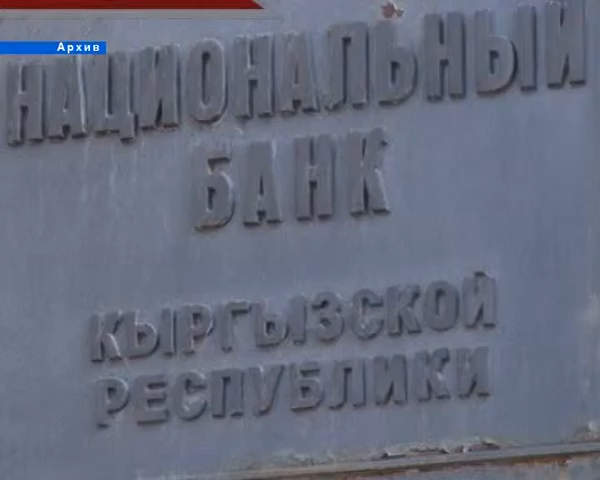 Архив
НАЦИОНАЛЬНЫЙ
БАНК
КЫРГЫЗСКОЙ
РЕСПУБЛИКИ